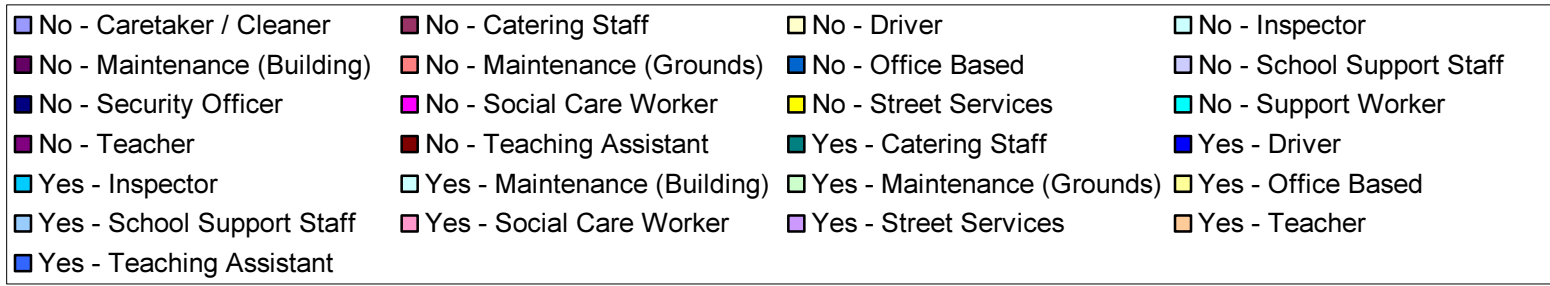 No - Caretaker / Cleaner No - Catering Staff No - Driver No - Inspector
No - Maintenance (Building) No - Maintenance (Grounds) No - Office Based No - School Support Staff
No - Security Officer No - Social Care Worker No - Street Services No - Support Worker
No - Teacher No - Teaching Assistant Yes - Catering Staff Yes - Driver
Yes - Inspector Yes - Maintenance (Building) Yes - Maintenance (Grounds) Yes - Office Based
Yes - School Support Staff Yes - Social Care Worker Yes - Street Services Yes - Teacher
Yes - Teaching Assistant